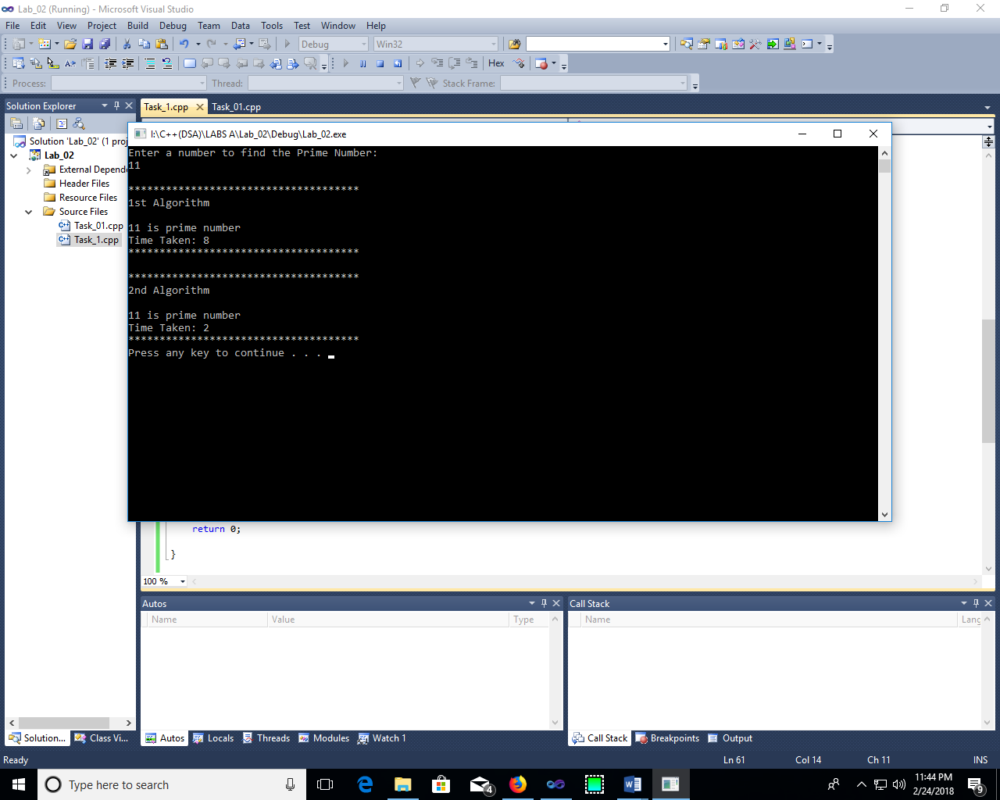 Lab_02 (Running) - Microsoft Visual Studio
File Edit View Project Build Debug Team Data Tools Test Window Help
Debug Win32
Hex
Process: Thread: Stack Frame:
Solution Explorer
Task_1.cpp Task_01.cpp
Solution 'Lab_02' (1 proj
Lab_02
External Depend
Header Files
Resource Files
Source Files
Task_01.cpp
Task_1.cpp
I:\C++(DSA)\LABS A\Lab_02\Debug\Lab_02.exe
Enter a number to find the Prime Number:
11
*************************************
1st Algorithm
11 is prime number
Time Taken: 8
*************************************
*************************************
2nd Algorithm
11 is prime number
Time Taken: 2
*************************************
Press any key to continue . . .
return 0;
}
100 %
Autos
Name Value Type
Call Stack
Name Lang
Solution... Class Vi...
Autos Locals Threads Modules Watch 1
Call Stack Breakpoints Output
Ready Ln 61 Col 14 Ch 11 INS
Type here to search
4
11:44 PM
2/24/2018
9